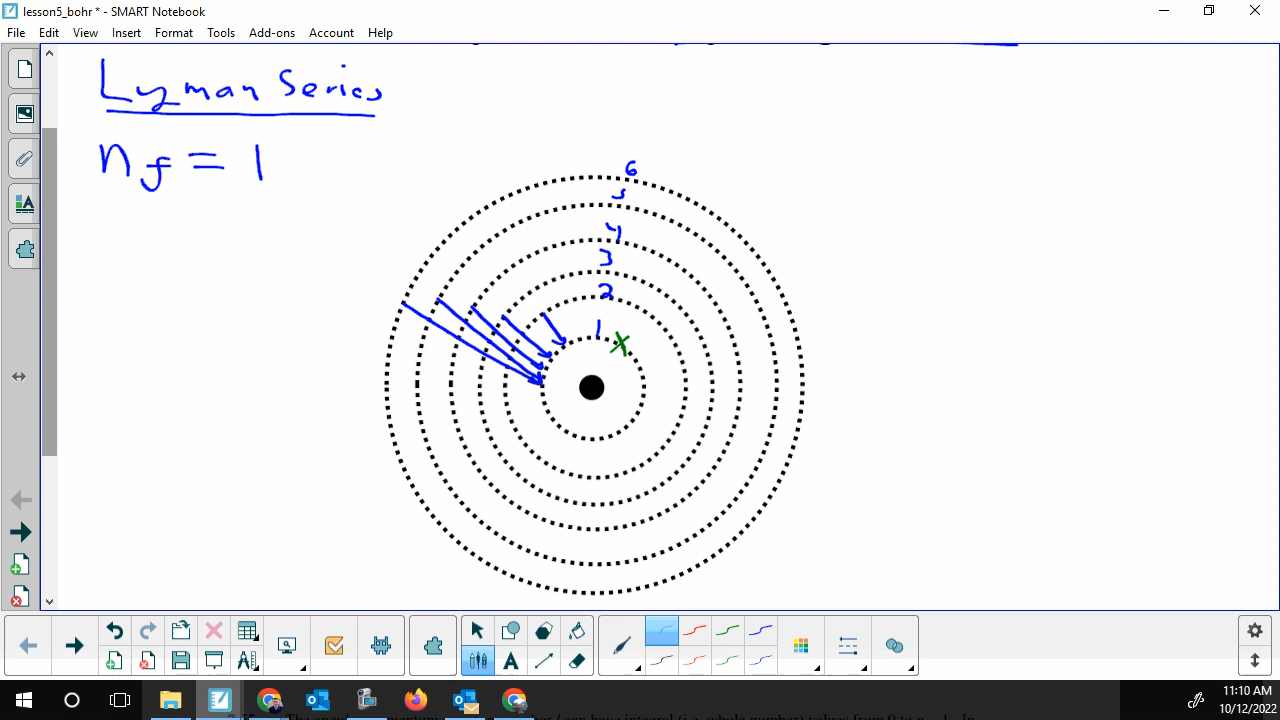 lesson5_bohr * - SMART Notebook
File Edit View Insert Format Tools Add-ons Account Help
Lyman Series
n f = 1
6
5
4
3
2
1
X
11:10 AM
10/12/2022